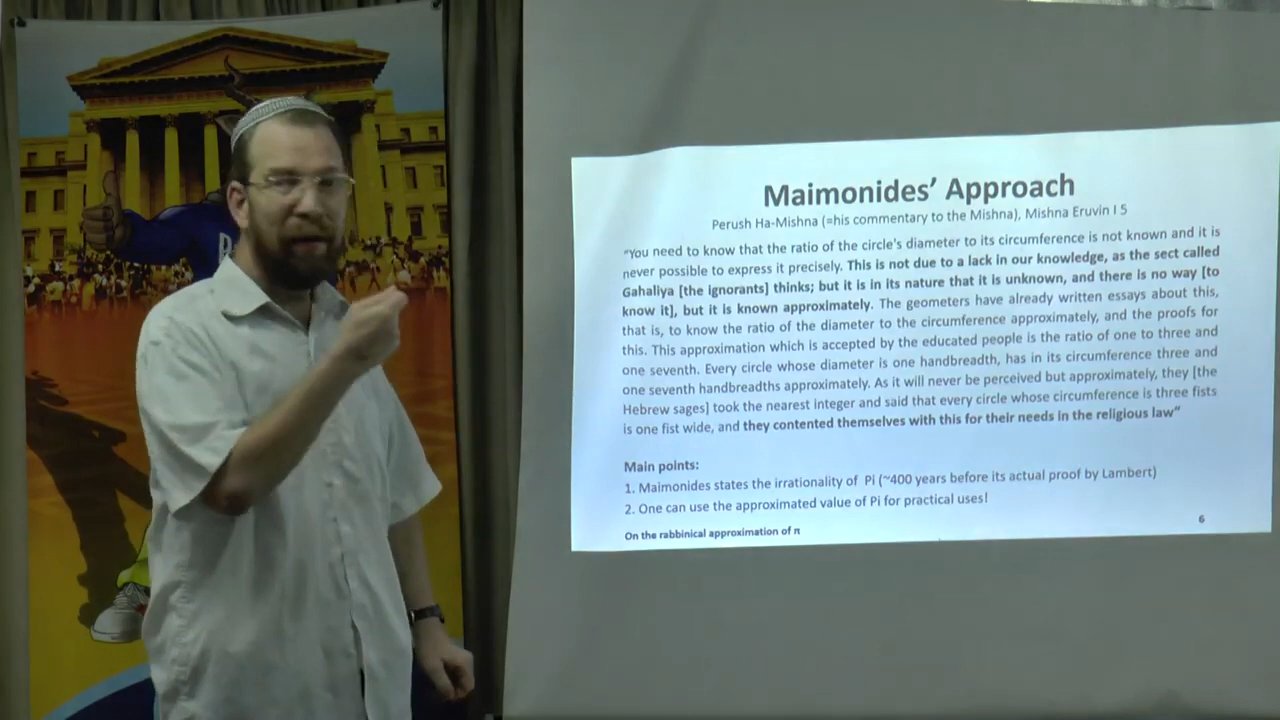 Maimonides' Approach
Perush Ha-Mishna (=his commentary to the Mishna), Mishna Eruvin I 5
"You need to know that the ratio of the circle's diameter to its circumference is not known and it is
never possible to express it precisely. This is not due to a lack in our knowledge, as the sect called
Gahaliya [the ignorants] thinks; but it is in its nature that it is unknown, and there is no way [to
know it], but it is known approximately. The geometers have already written essays about this,
that is, to know the ratio of the diameter to the circumference approximately, and the proofs for
this. This approximation which is accepted by the educated people is the ratio of one to three and
one seventh. Every circle whose diameter is one handbreadth, has in its circumference three and
one seventh handbreadths approximately. As it will never be perceived but approximately, they [the
Hebrew sages] took the nearest integer and said that every circle whose circumference is three fists
is one fist wide, and they contented themselves with this for their needs in the religious law"
Main points:
1. Maimonides states the irrationality of Pi (~400 years before its actual proof by Lambert)
2. One can use the approximated value of Pi for practical uses!
On the rabbinical approximation of π
6